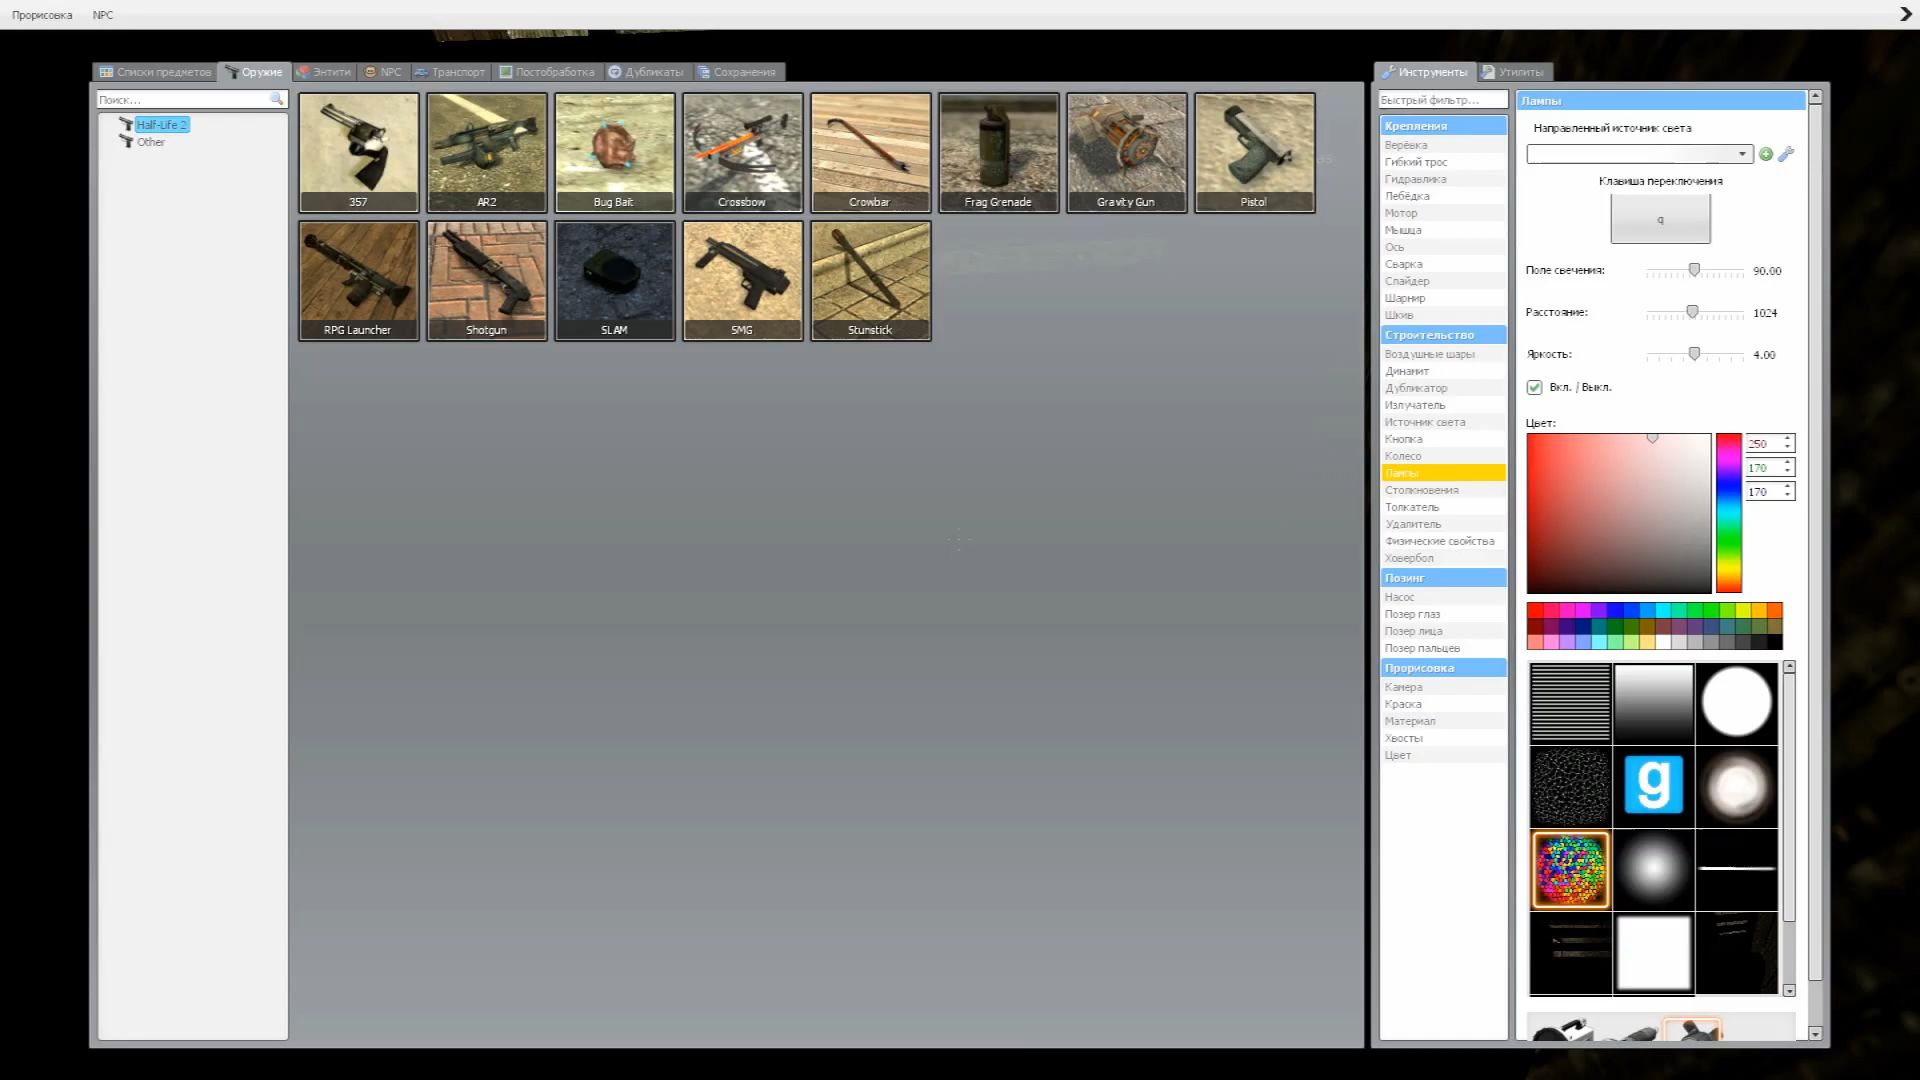 Прорисовка NPC
Списки предметов Оружие Энтити NPC Транспорт Постобработка Дубликаты Сохранения
Поиск...
Half-Life 2
Other
357 AR2 Bug Bait Crossbow Crowbar Frag Grenade Gravity Gun Pistol
RPG Launcher Shotgun SLAM SMG Stunstick
Инструменты Утилиты
Быстрый фильтр...
Крепления
Верёвка
Гибкий трос
Гидравлика
Лебёдка
Мотор
Мышца
Ось
Сварка
Слайдер
Шарнир
Шкив
Строительство
Воздушные шары
Динамит
Дубликатор
Излучатель
Источник света
Кнопка
Колесо
Лампы
Столкновения
Толкатель
Удалитель
Физические свойства
Ховербол
Позинг
Насос
Позер глаз
Позер лица
Позер пальцев
Прорисовка
Камера
Краска
Материал
Хвосты
Цвет
Лампы
Направленный источник света
Клавиша переключения
q
Поле свечения: 90.00
Расстояние: 1024
Яркость: 4.00
Вкл. / Выкл.
Цвет:
250
170
170
g